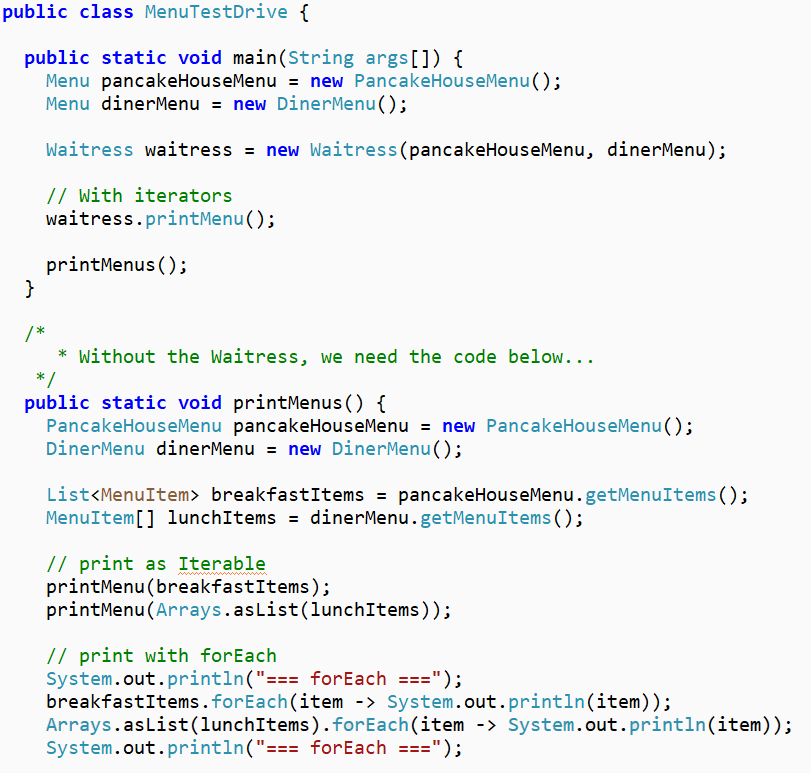 public class MenuTestDrive {
public static void main(String args[]) {
Menu pancakeHouseMenu = new PancakeHouseMenu();
Menu dinerMenu = new DinerMenu();
Waitress waitress = new Waitress(pancakeHouseMenu, dinerMenu);
// With iterators
waitress.printMenu();
printMenus();
}
/*
* Without the Waitress, we need the code below...
*/
public static void printMenus() {
PancakeHouseMenu pancakeHouseMenu = new PancakeHouseMenu();
DinerMenu dinerMenu = new DinerMenu();
List<MenuItem> breakfastItems = pancakeHouseMenu.getMenuItems();
MenuItem[] lunchItems = dinerMenu.getMenuItems();
// print as Iterable
printMenu(breakfastItems);
printMenu(Arrays.asList(lunchItems));
// print with forEach
System.out.println("=== forEach ===");
breakfastItems.forEach(item -> System.out.println(item));
Arrays.asList(lunchItems).forEach(item -> System.out.println(item));
System.out.println("=== forEach ===");